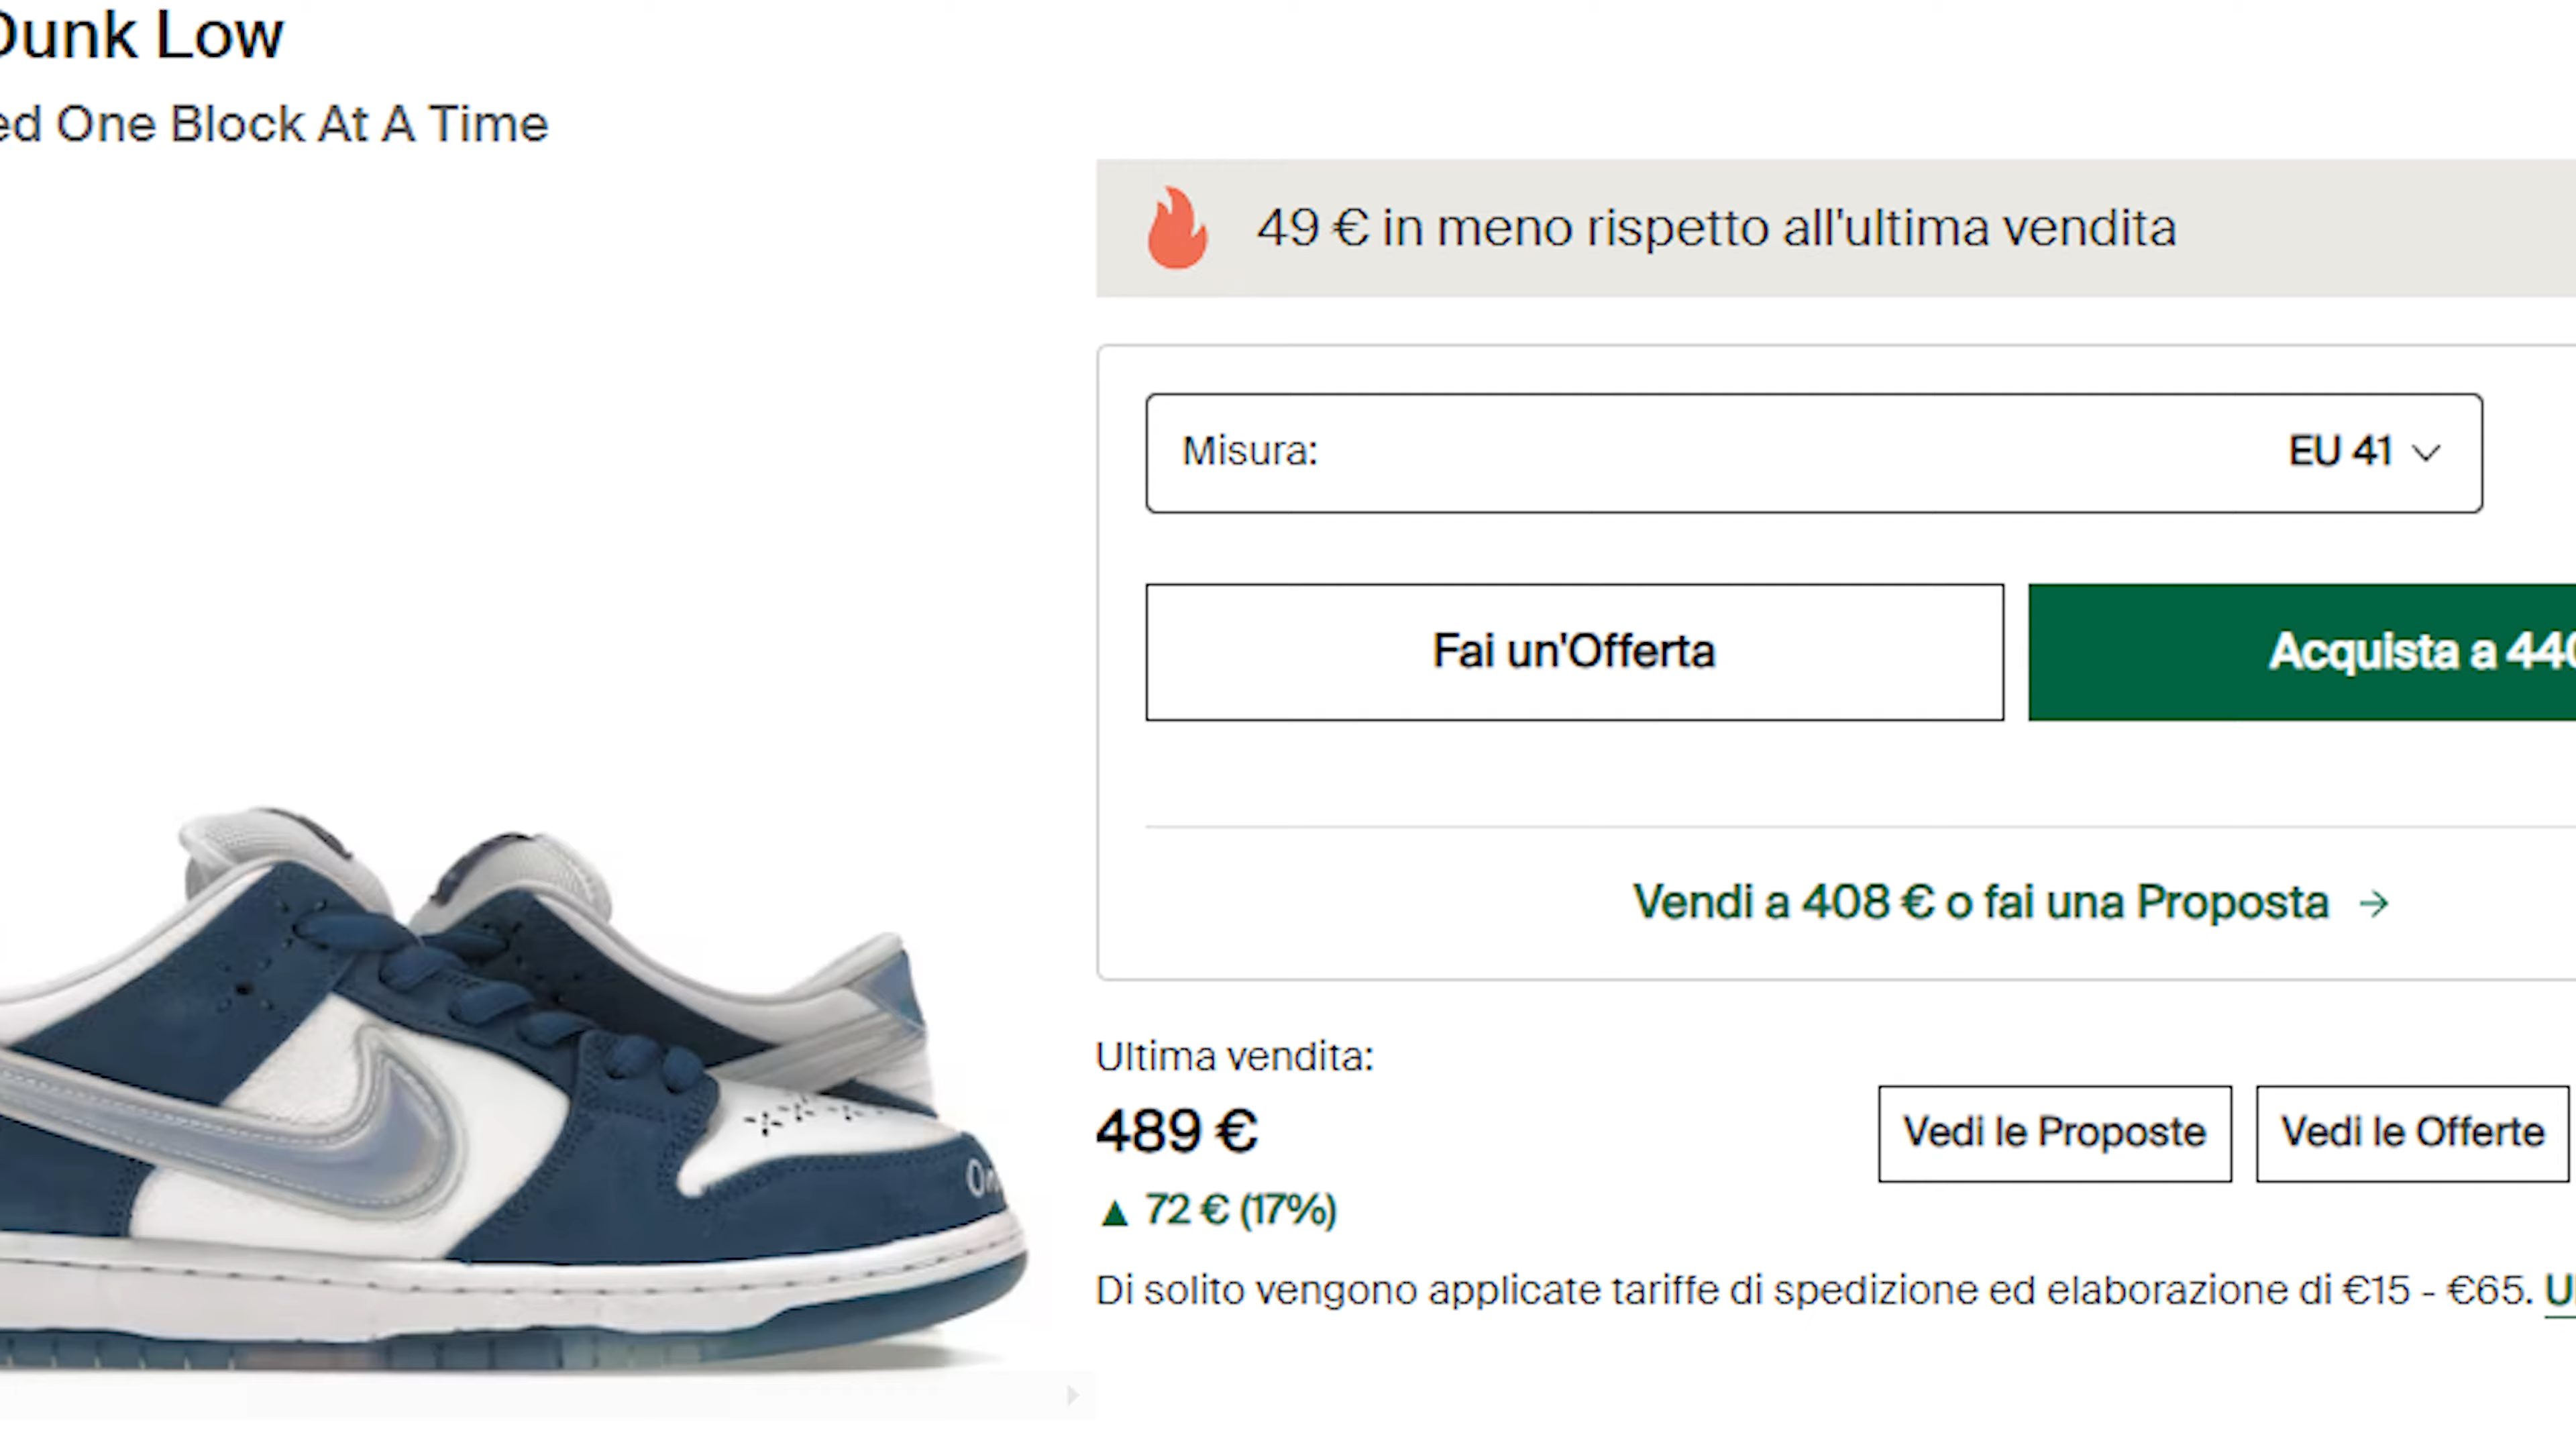 Dunk Low
ed One Block At A Time
49 € in meno rispetto all'ultima vendita
Misura:
EU 41
Fai un'Offerta
Acquista a 440
Vendi a 408 € o fai una Proposta →
Ultima vendita:
489 €
▲ 72 € (17%)
Vedi le Proposte
Vedi le Offerte
Di solito vengono applicate tariffe di spedizione ed elaborazione di €15 - €65. U
On